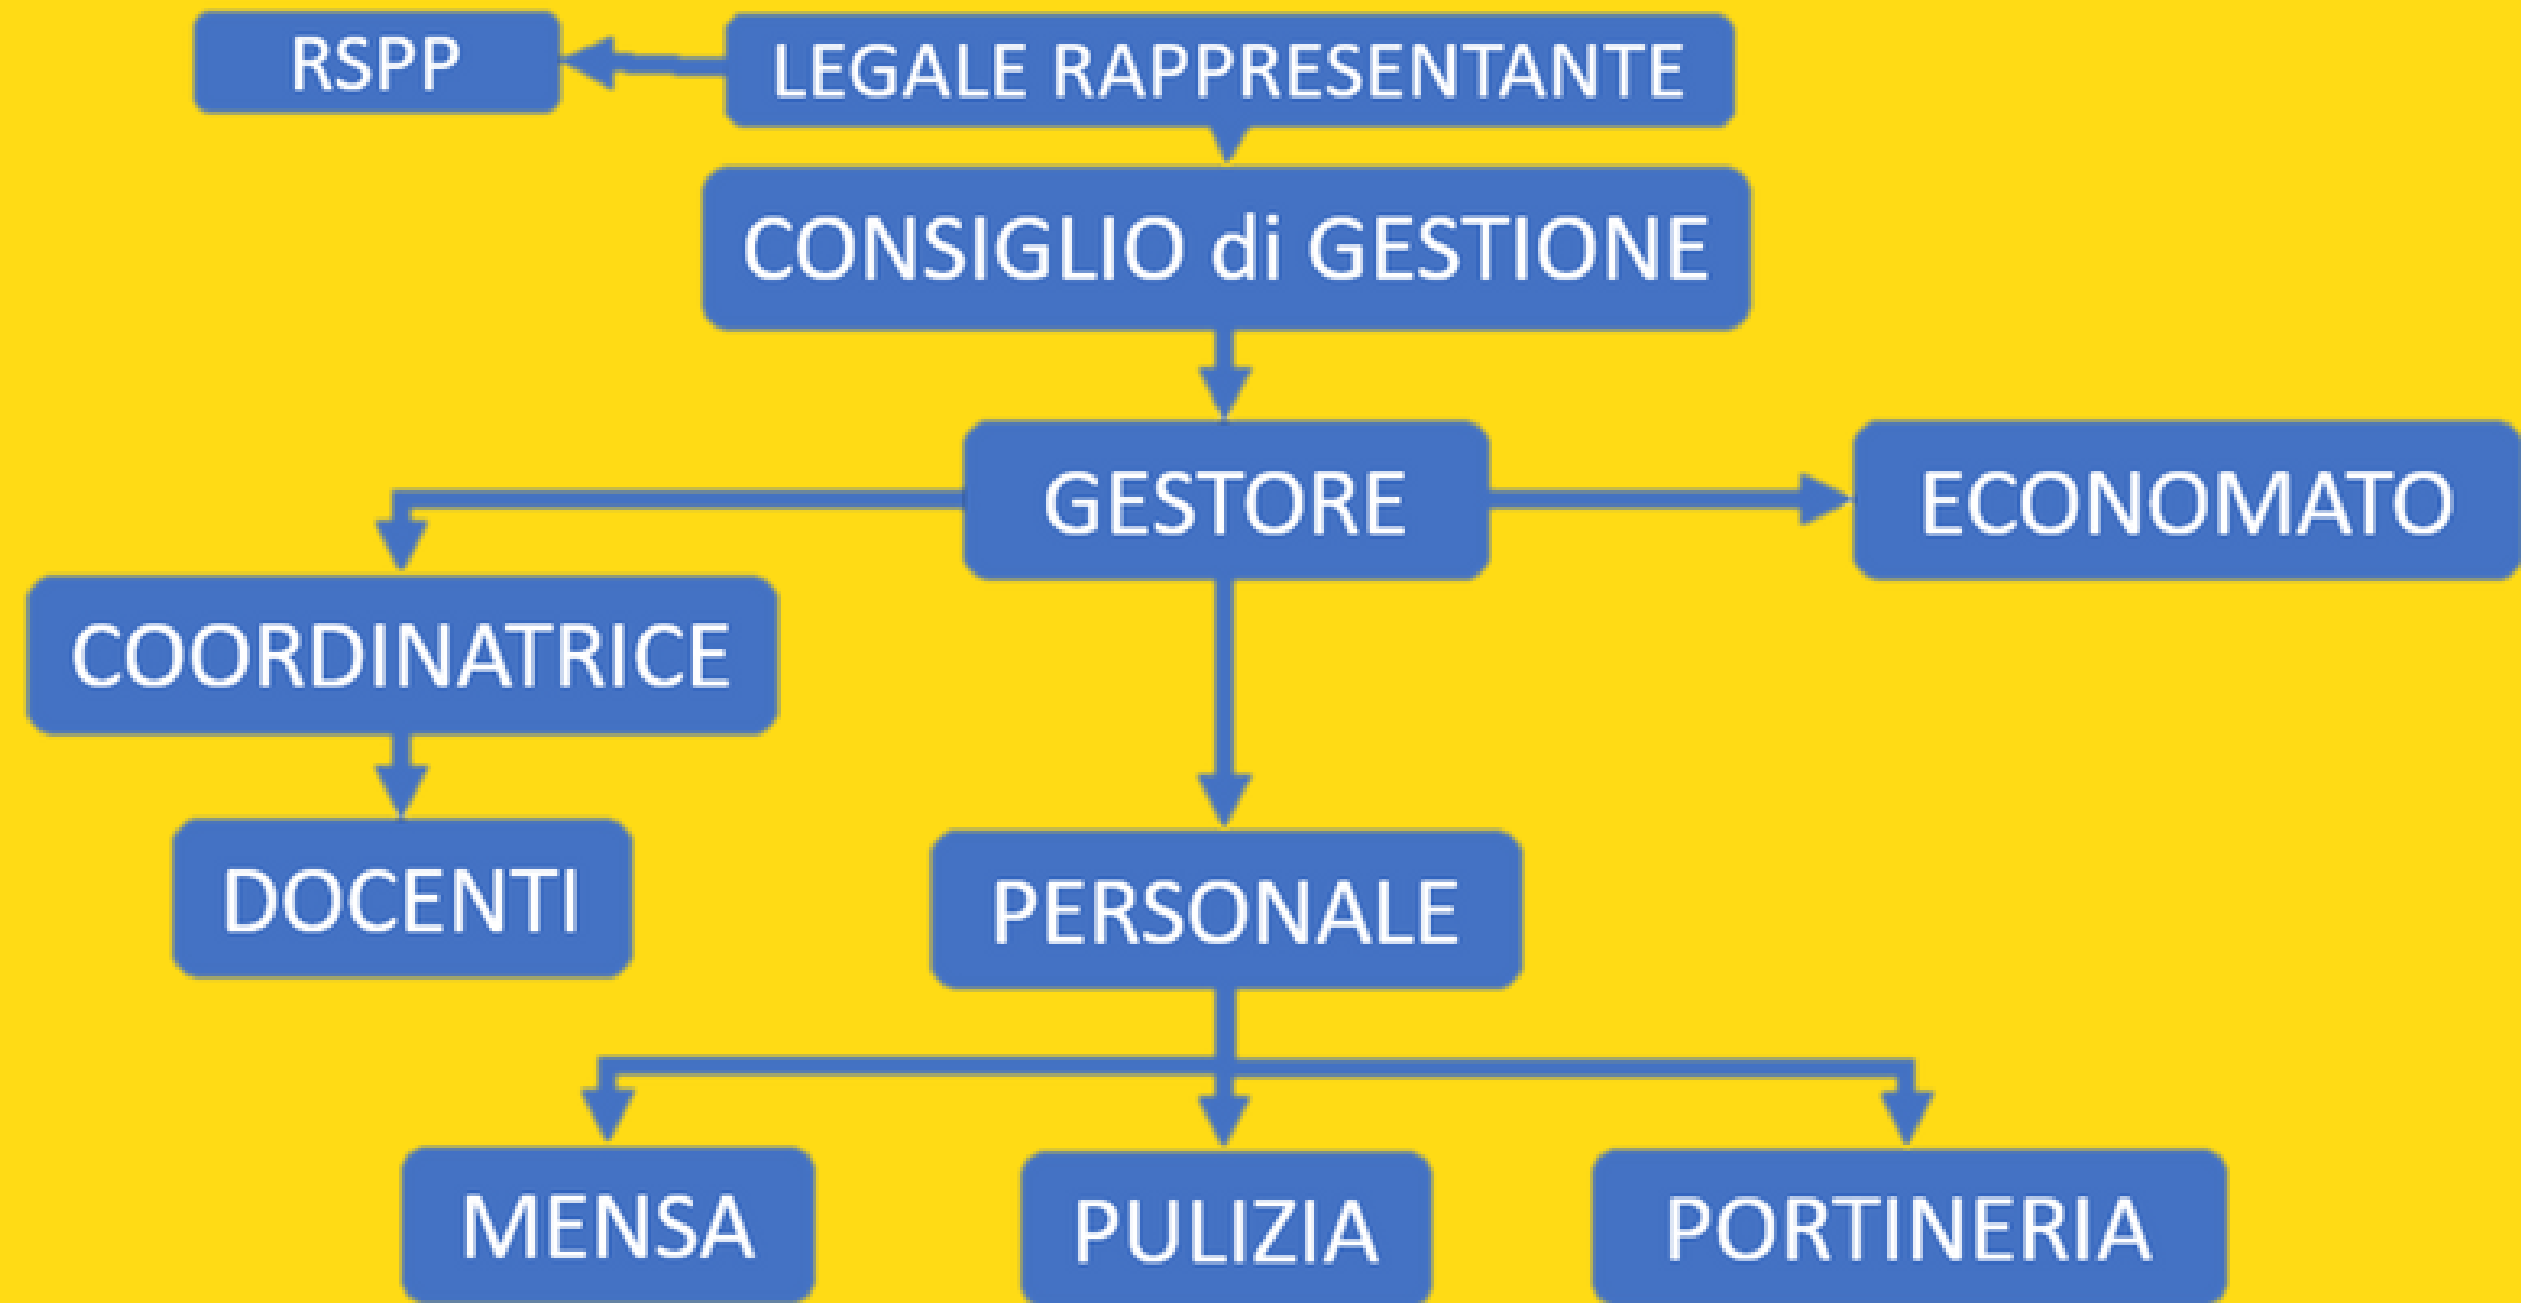 RSPP
LEGALE RAPPRESENTANTE
CONSIGLIO di GESTIONE
GESTORE
ECONOMATO
COORDINATRICE
DOCENTI
PERSONALE
MENSA
PULIZIA
PORTINERIA